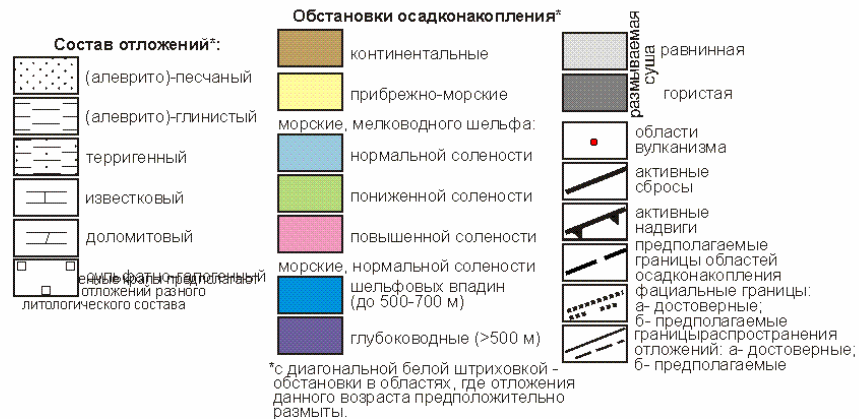 Состав отложений*:
(алеврито)-песчаный
(алеврито)-глинистый
терригенный
известковый
доломитовый
сульфатно-галогенный
отложений разного
литологического состава
Обстановки осадконакопления*
континентальные
прибрежно-морские
морские, мелководного шельфа:
нормальной солености
пониженной солености
повышенной солености
морские, нормальной солености
шельфовых впадин
(до 500-700 м)
глубоководные (>500 м)
*с диагональной белой штриховкой -
обстановки в областях, где отложения
данного возраста предположительно
размыты.
размываемая
суша
равнинная
гористая
области
вулканизма
активные
сбросы
активные
надвиги
предполагаемые
границы областей
осадконакопления
фациальные границы:
а- достоверные;
б- предполагаемые
границыраспространения
отложений: а- достоверные;
б- предполагаемые